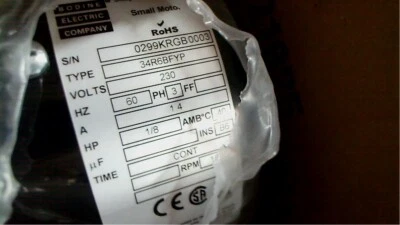 BODINE
ELECTRIC
COMPANY
Small Moto
RoHS
S/N 0299KRGB0003
TYPE 34R6BFYP
VOLTS 230
HZ 60 PH 3 FF
A 1.4
HP 1/8 AMB°C 40
µF INS
TIME CONT
RPM
CE